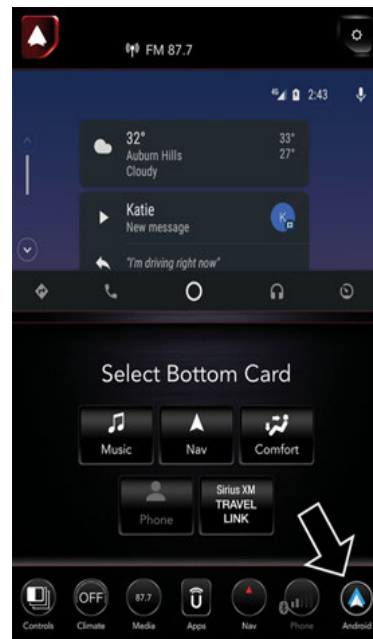 FM 87.7
4G 2:43
32° 33°
Auburn Hills 27°
Cloudy
Katie
New message
K
"I'm driving right now"
Select Bottom Card
Music Nav Comfort
Phone Sirius XM
TRAVEL
LINK
OFF 87.7
Controls Climate Media Apps Nav Phone Android